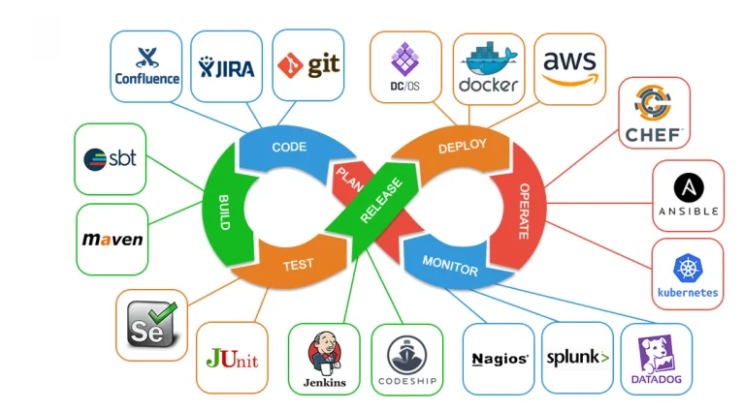 Confluence
JIRA
git
DC/OS
docker
aws
CHEF
sbt
CODE
DEPLOY
PLAN
RELEASE
BUILD
OPERATE
ANSIBLE
maven
TEST
MONITOR
kubernetes
Se
JUnit
Jenkins
CODESHIP
Nagios®
splunk>
DATADOG